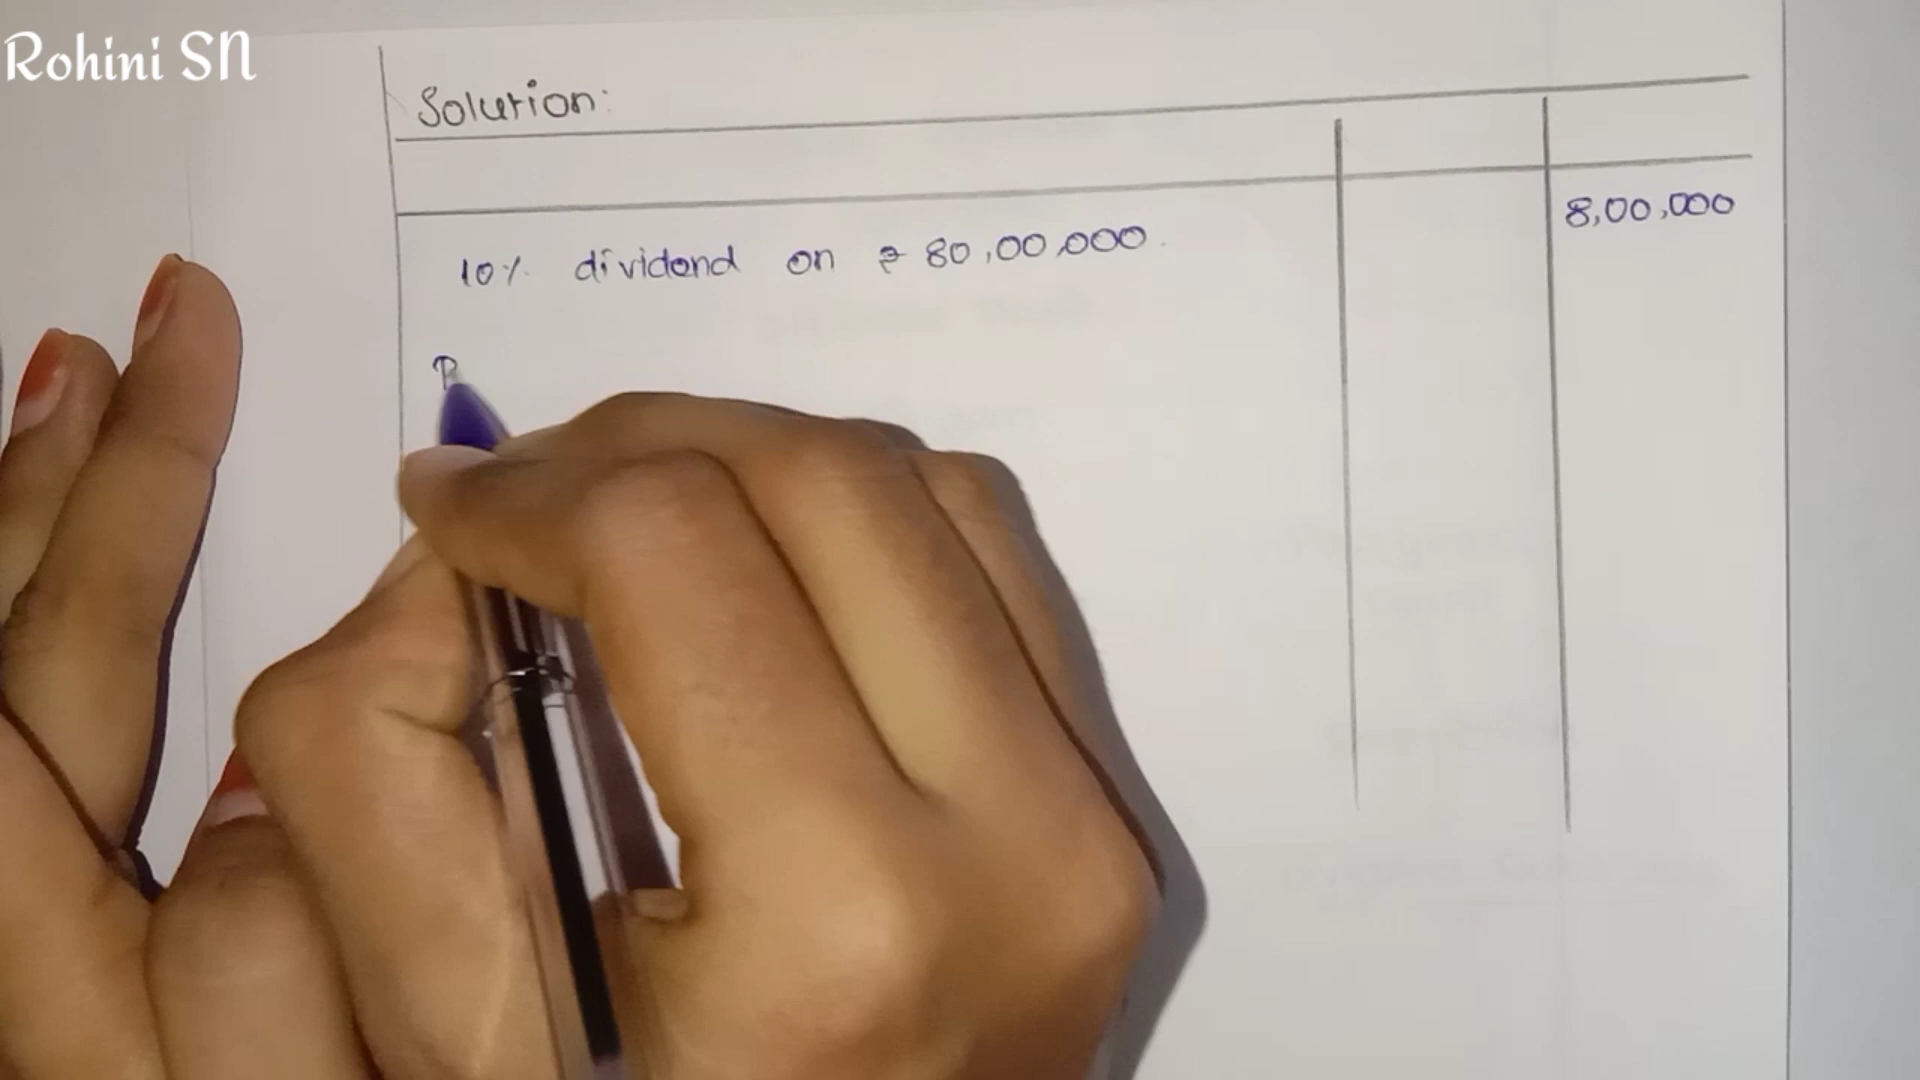 Rohini SN
Solution:
8,00,000
10% dividend on ₹ 80,00,000.